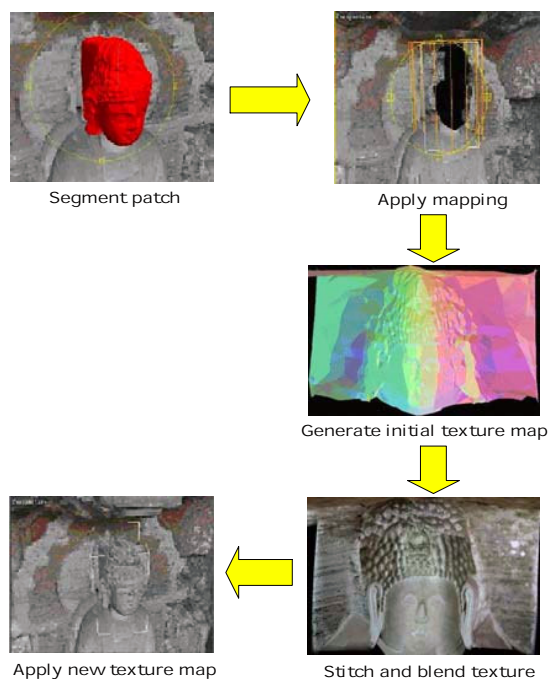 Segment patch
Apply mapping
Generate initial texture map
Stitch and blend texture
Apply new texture map